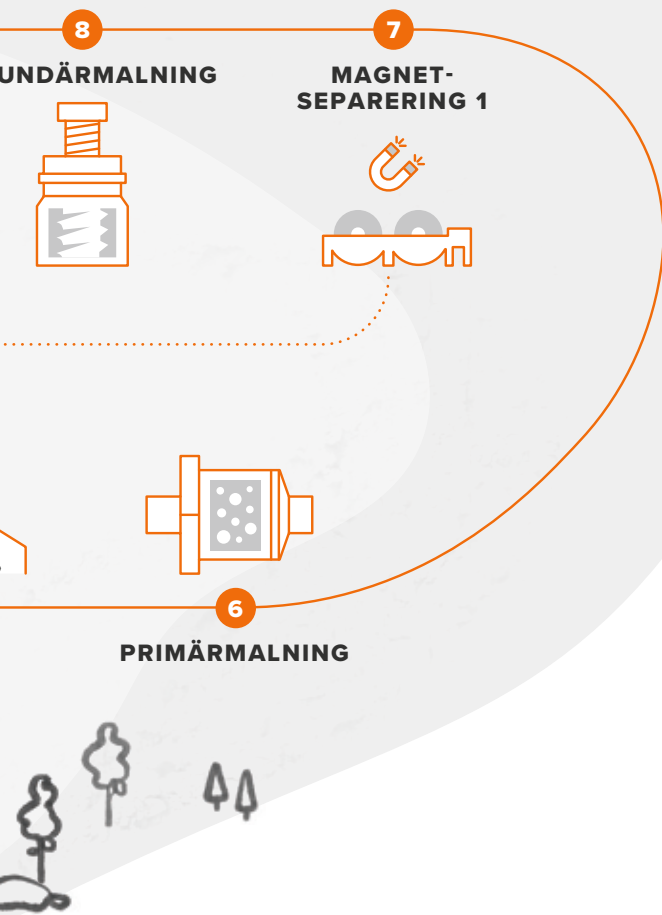 8
7
UNDÄRMALNING
MAGNET-
SEPARERING 1
6
PRIMÄRMALNING